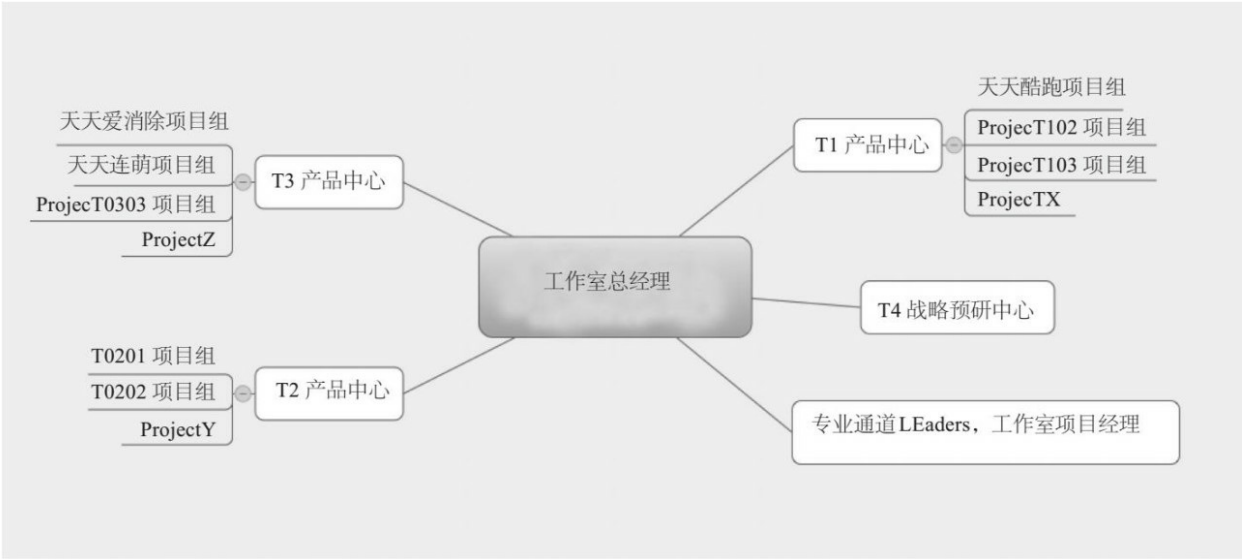 工作室总经理
T1 产品中心
天天酷跑项目组
ProjecT102 项目组
ProjecT103 项目组
ProjecTX
T4 战略预研中心
专业通道LEaders，工作室项目经理
T3 产品中心
天天爱消除项目组
天天连萌项目组
ProjecT0303 项目组
ProjectZ
T2 产品中心
T0201 项目组
T0202 项目组
ProjectY